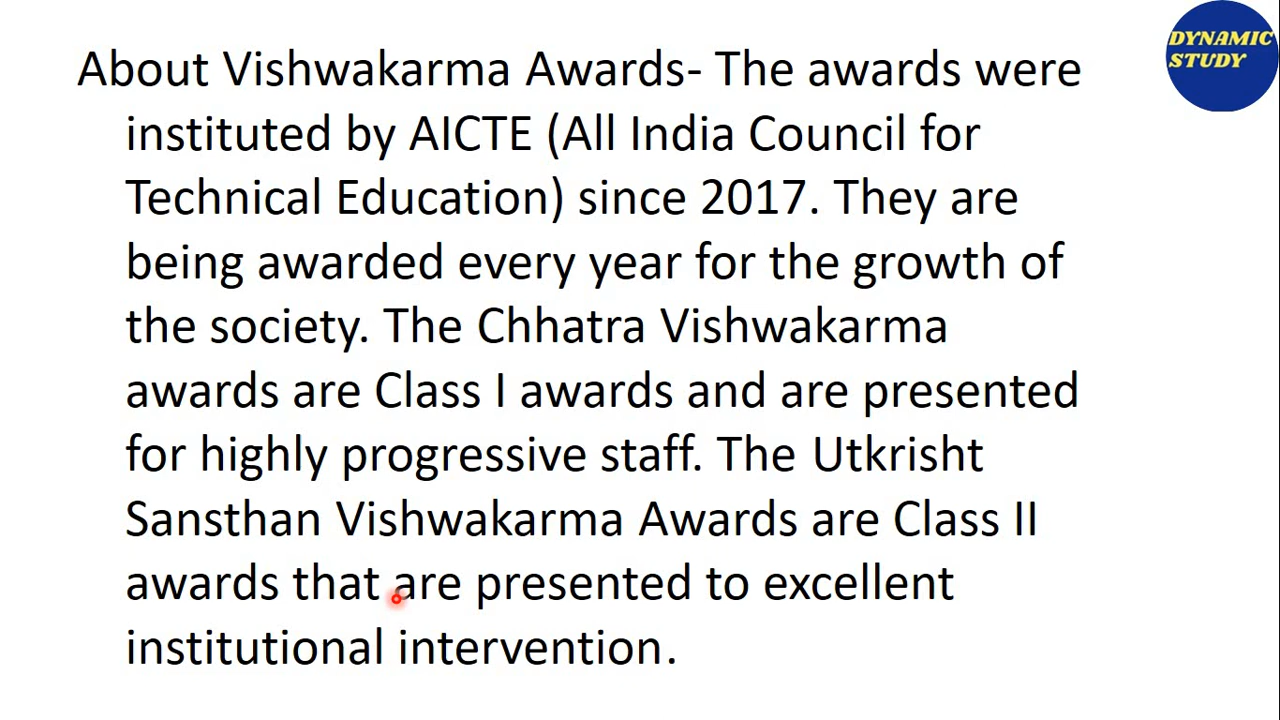 About Vishwakarma Awards- The awards were
instituted by AICTE (All India Council for
Technical Education) since 2017. They are
being awarded every year for the growth of
the society. The Chhatra Vishwakarma
awards are Class I awards and are presented
for highly progressive staff. The Utkrisht
Sansthan Vishwakarma Awards are Class II
awards that are presented to excellent
institutional intervention.
DYNAMIC
STUDY